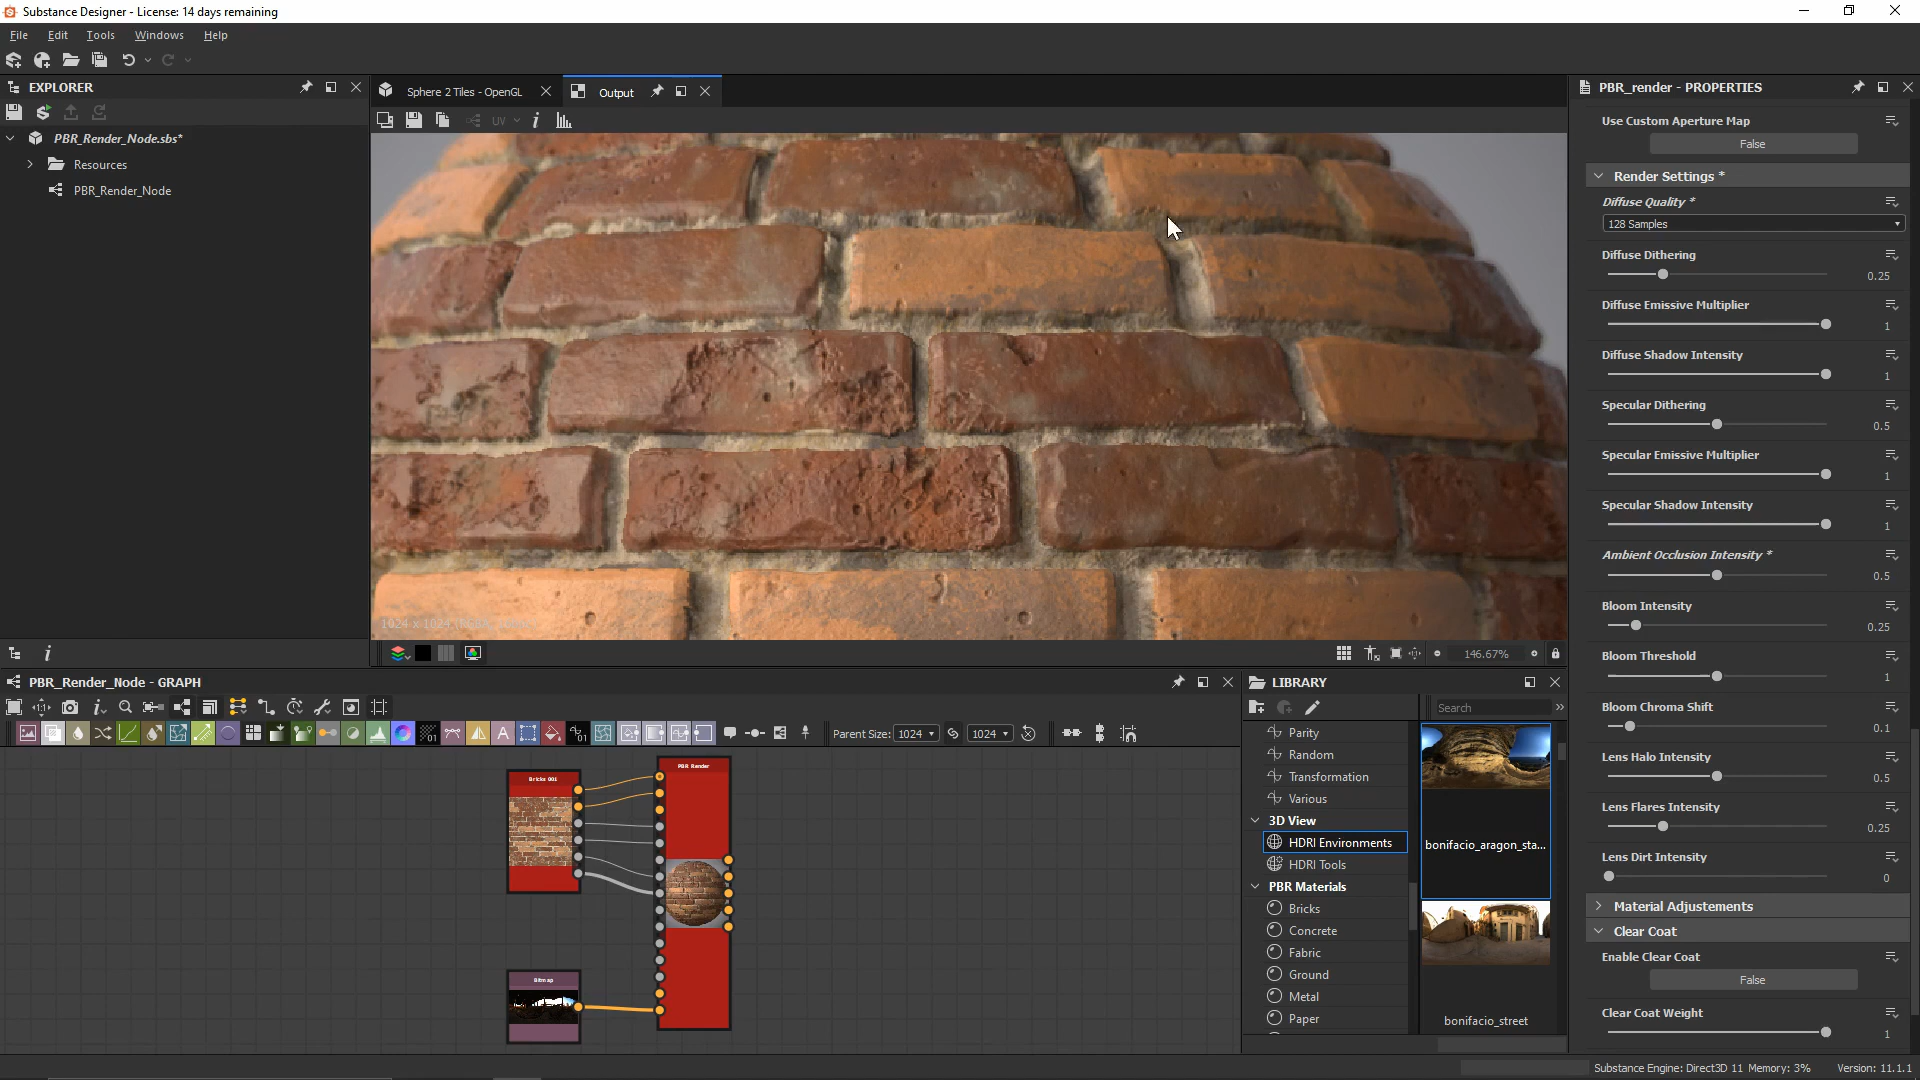 Substance Designer - License: 14 days remaining
File Edit Tools Windows Help
EXPLORER
PBR_Render_Node.sbs*
Resources
PBR_Render_Node
Sphere 2 Tiles - OpenGL
Output
UV
146.67%
PBR_Render_Node - GRAPH
Parent Size: 1024 1024
Bricks 001
PBR Render
Bitmap
LIBRARY
Search
Parity
Random
Transformation
Various
3D View
HDRI Environments
HDRI Tools
PBR Materials
Bricks
Concrete
Fabric
Ground
Metal
Paper
bonifacio_aragon_sta...
bonifacio_street
PBR_render - PROPERTIES
Use Custom Aperture Map
False
Render Settings *
Diffuse Quality *
128 Samples
Diffuse Dithering
0.25
Diffuse Emissive Multiplier
1
Diffuse Shadow Intensity
1
Specular Dithering
0.5
Specular Emissive Multiplier
1
Specular Shadow Intensity
1
Ambient Occlusion Intensity *
0.5
Bloom Intensity
0.25
Bloom Threshold
1
Bloom Chroma Shift
0.1
Lens Halo Intensity
0.5
Lens Flares Intensity
0.25
Lens Dirt Intensity
0
Material Adjustements
Clear Coat
Enable Clear Coat
False
Clear Coat Weight
1
Substance Engine: Direct3D 11 Memory: 3% Version: 11.1.1